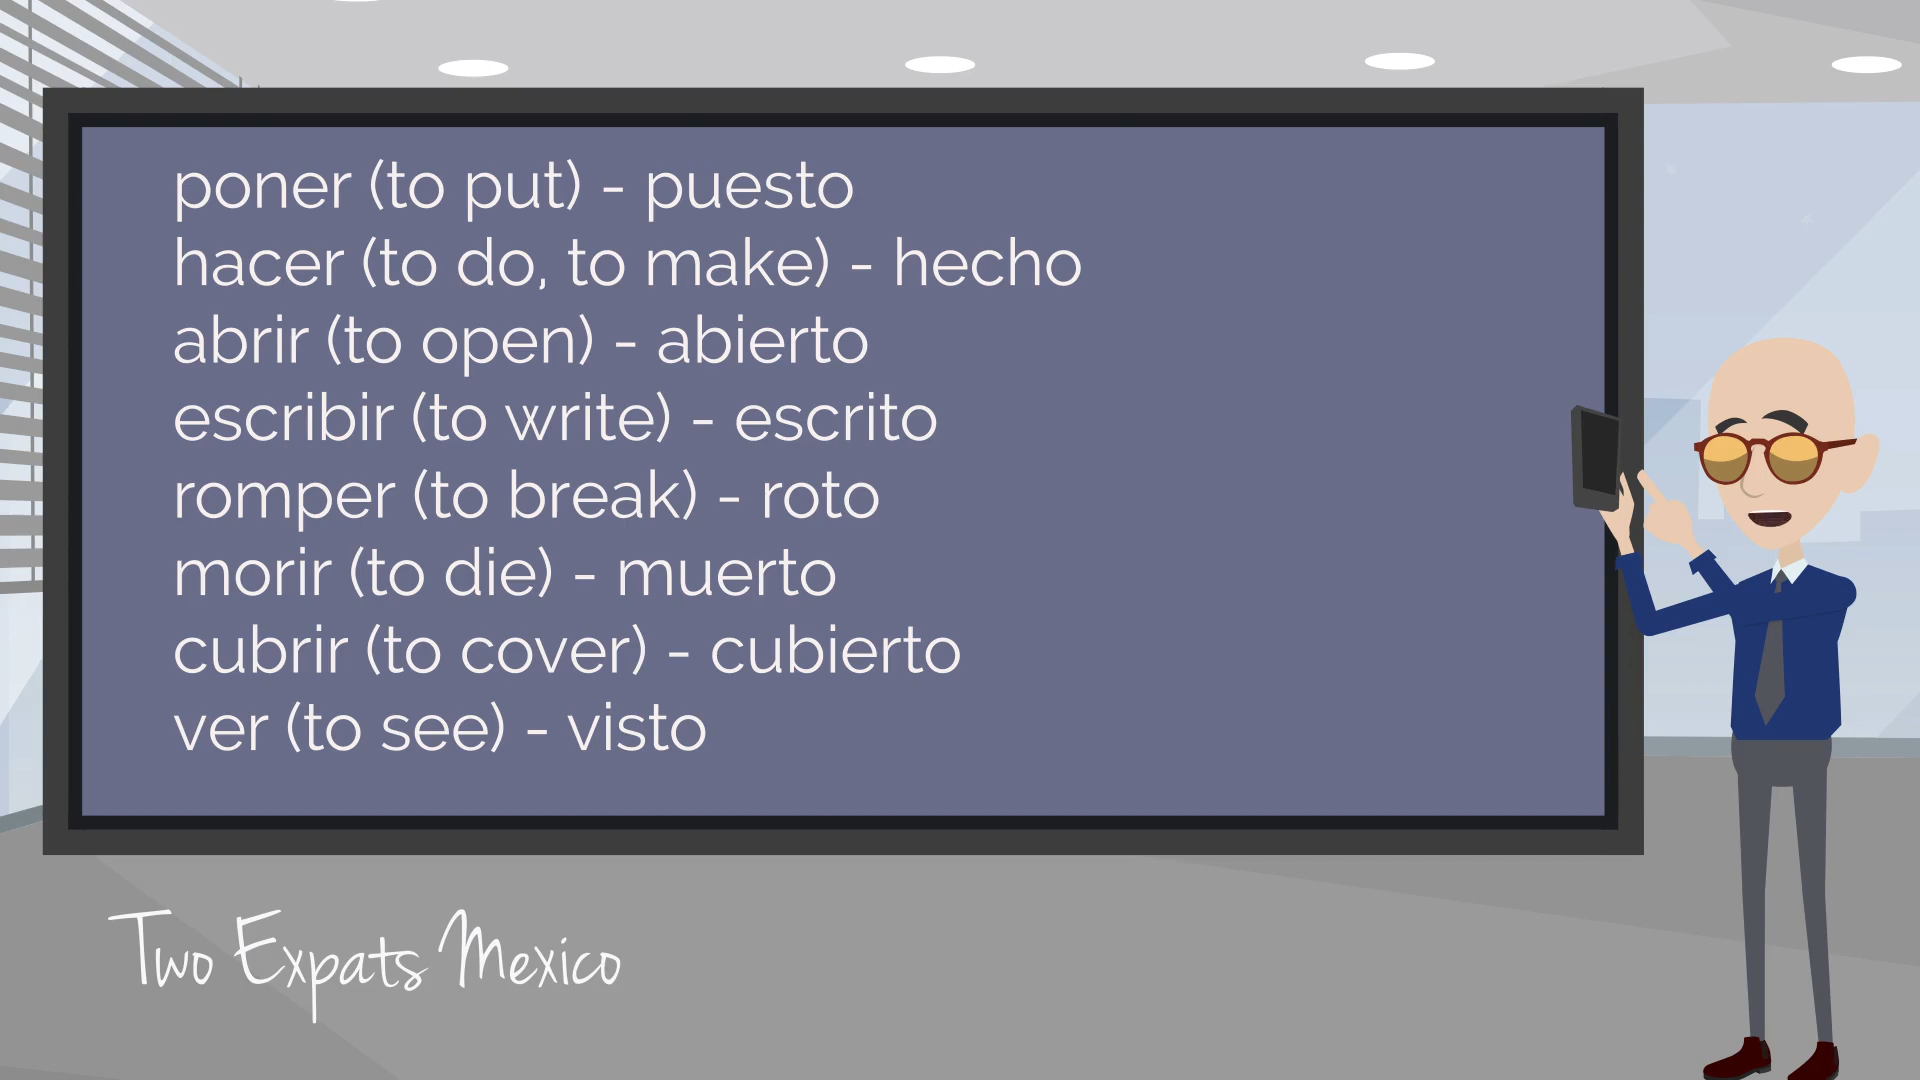 poner (to put) - puesto
hacer (to do, to make) - hecho
abrir (to open) - abierto
escribir (to write) - escrito
romper (to break) - roto
morir (to die) - muerto
cubrir (to cover) - cubierto
ver (to see) - visto
Two Expats Mexico